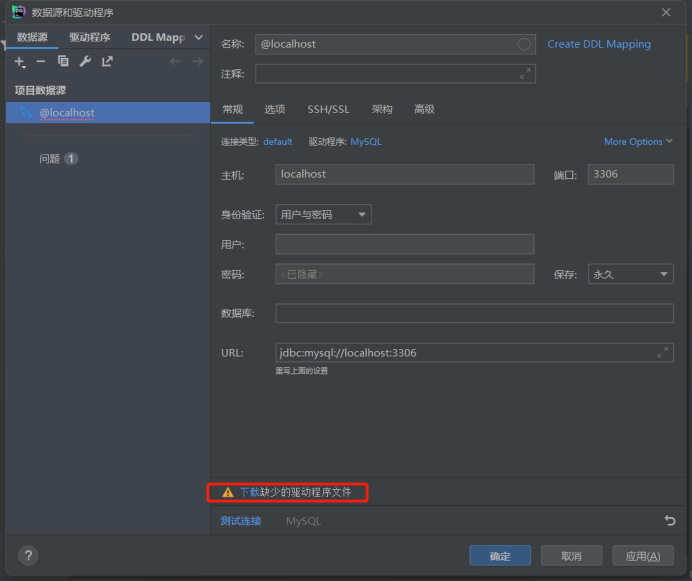 数据源和驱动程序
数据源 驱动程序 DDL Mapp
项目数据源
@localhost
问题 1
名称: @localhost Create DDL Mapping
注释:
常规 选项 SSH/SSL 架构 高级
连接类型: default 驱动程序: MySQL More Options
主机: localhost 端口: 3306
身份验证: 用户与密码
用户:
密码: <已隐藏> 保存: 永久
数据库:
URL: jdbc:mysql://localhost:3306
重写上面的设置
下载缺少的驱动程序文件
测试连接 MySQL
? 确定 取消 应用(A)